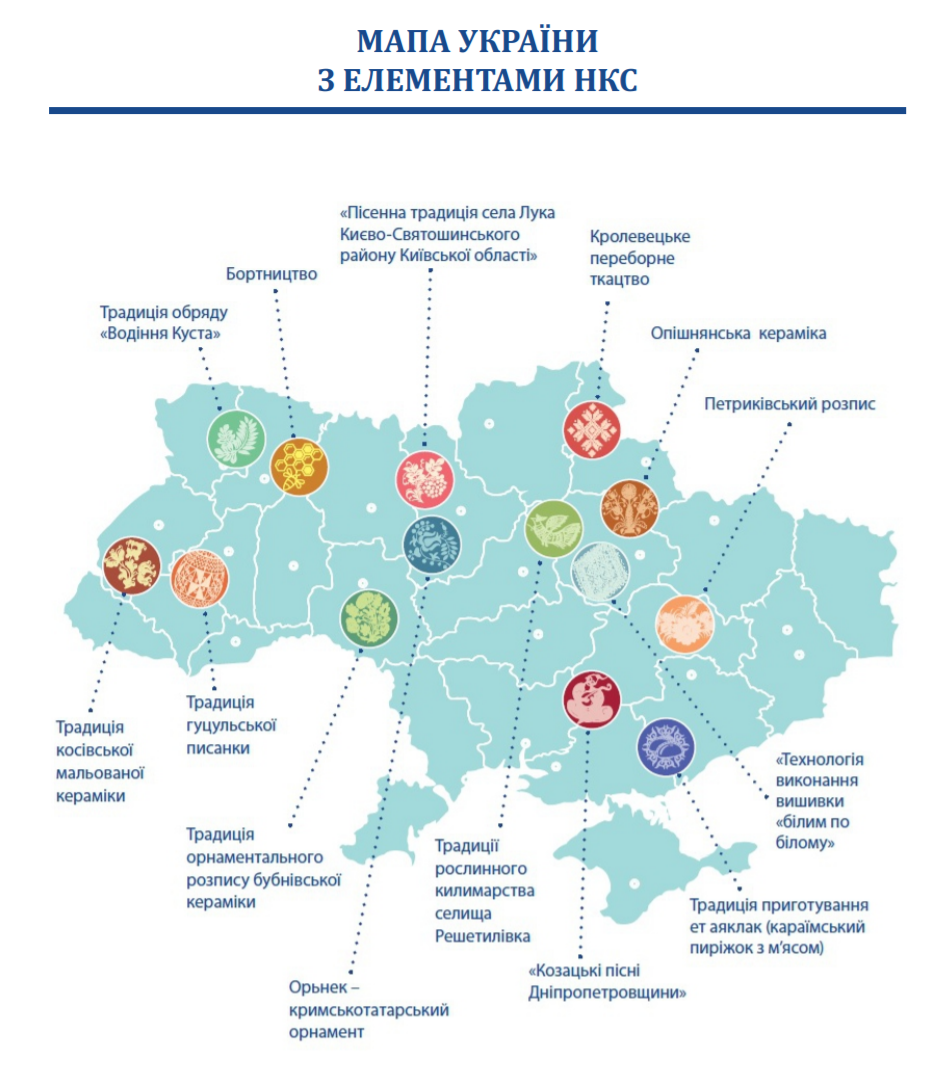 МАПА УКРАЇНИ
З ЕЛЕМЕНТАМИ НКС
«Пісенна традиція села Лука
Києво-Святошинського
району Київської області»
Кролевецьке
переборне
ткацтво
Бортництво
Традиція обряду
«Водіння Куста»
Опішнянська кераміка
Петриківський розпис
Традиція
косівської
мальованої
кераміки
Традиція
гуцульської
писанки
«Технологія
виконання
вишивки
«білим по
білому»
Традиція
орнаментального
розпису бубнівської
кераміки
Традиції
рослинного
килимарства
селища
Решетилівка
Традиція приготування
ет аяклак (караїмський
пиріжок з м’ясом)
«Козацькі пісні
Дніпропетровщини»
Орьнек –
кримськотатарський
орнамент